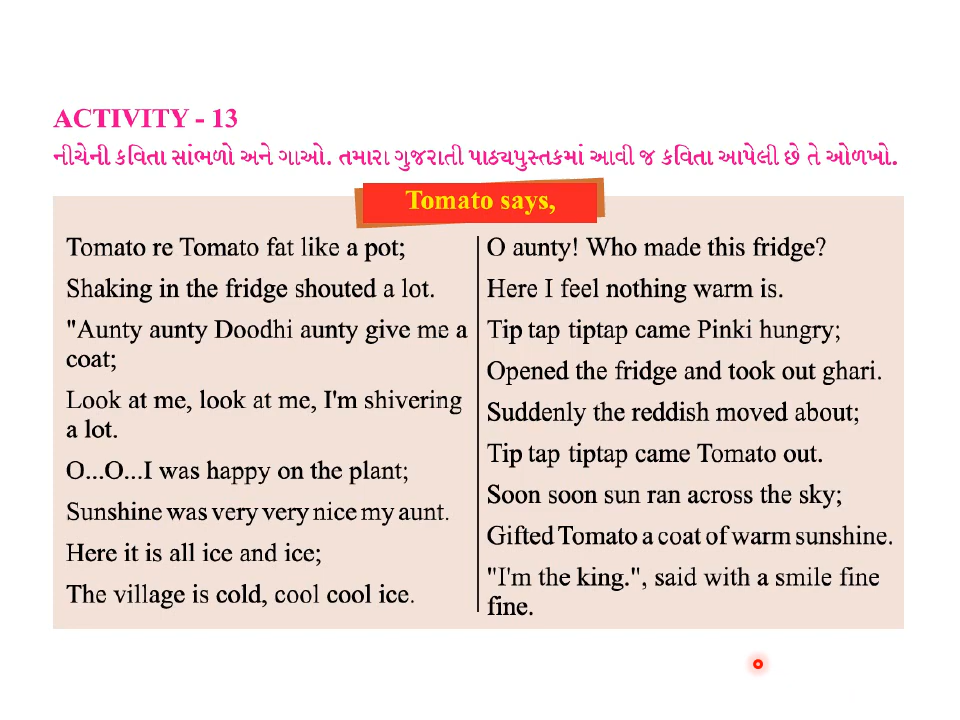 ACTIVITY - 13
નીચેની કવિતા સાંભળો અને ગાઓ. તમારા ગુજરાતી પાઠ્યપુસ્તકમાં આવી જ કવિતા આપેલી છે તે ઓળખો.
Tomato says,
Tomato re Tomato fat like a pot;
Shaking in the fridge shouted a lot.
"Aunty aunty Doodhi aunty give me a
coat;
Look at me, look at me, I'm shivering
a lot.
O...O...I was happy on the plant;
Sunshine was very very nice my aunt.
Here it is all ice and ice;
The village is cold, cool cool ice.
O aunty! Who made this fridge?
Here I feel nothing warm is.
Tip tap tiptap came Pinki hungry;
Opened the fridge and took out ghari.
Suddenly the reddish moved about;
Tip tap tiptap came Tomato out.
Soon soon sun ran across the sky;
Gifted Tomato a coat of warm sunshine.
"I'm the king.", said with a smile fine
fine.